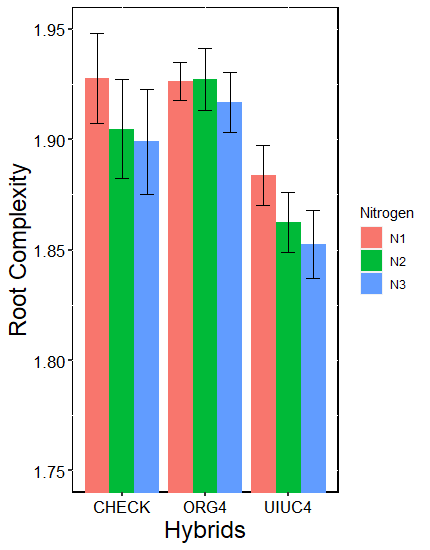 1.95
1.90
1.85
1.80
1.75
Root Complexity
CHECK ORG4 UIUC4
Hybrids
Nitrogen
N1
N2
N3